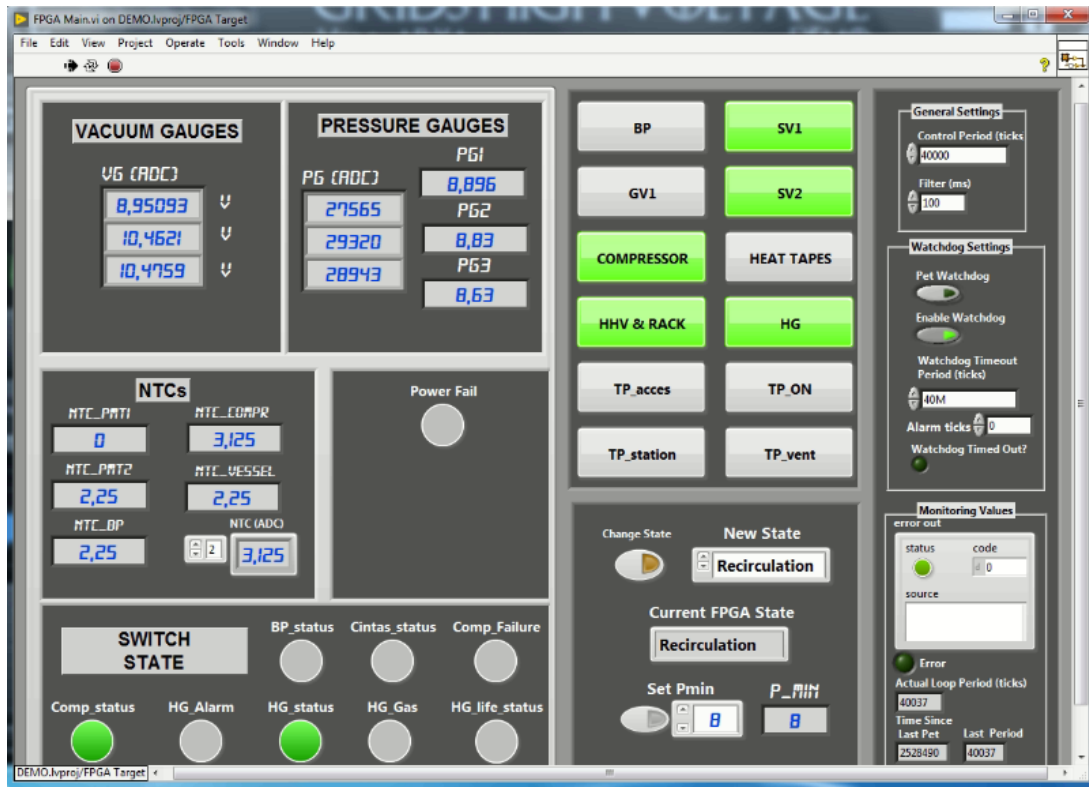 FPGA Main.vi on DEMO.lvproj/FPGA Target
GRIDS HIGH VOLTAGE
File Edit View Project Operate Tools Window Help
VACUUM GAUGES
VG (ADC)
8,95093 V
10,4621 V
10,4759 V
PRESSURE GAUGES
PG (ADC)
27565
29320
28943
PG1
8,896
PG2
8,83
PG3
8,63
NTCs
NTC_PMT1 NTC_COMPR
0 3,125
NTC_PMT2 NTC_VESSEL
2,25 2,25
NTC_BP NTC (ADC)
2,25 2 3,125
Power Fail
SWITCH
STATE
BP_status Cintas_status Comp_Failure
Comp_status HG_Alarm HG_status HG_Gas HG_life_status
BP SV1
GV1 SV2
COMPRESSOR HEAT TAPES
HHV & RACK HG
TP_acces TP_ON
TP_station TP_vent
Change State New State
Recirculation
Current FPGA State
Recirculation
Set Pmin P_MIN
8 8
General Settings
Control Period (ticks
40000
Filter (ms)
100
Watchdog Settings
Pet Watchdog
Enable Watchdog
Watchdog Timeout
Period (ticks)
40M
Alarm ticks 0
Watchdog Timed Out?
Monitoring Values
error out
status code
0
source
Error
Actual Loop Period (ticks)
40037
Time Since
Last Pet Last Period
2528490 40037
DEMO.lvproj/FPGA Target